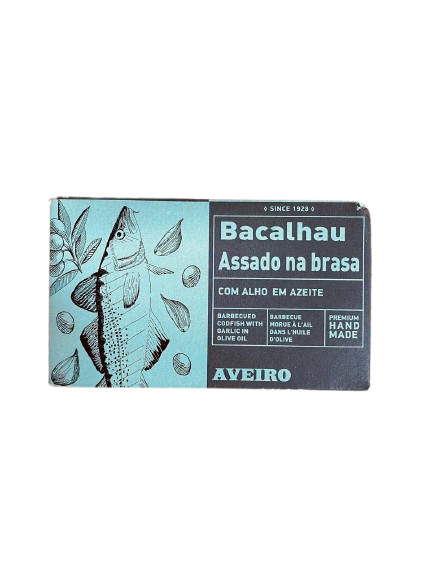 ◊ SINCE 1928 ◊
Bacalhau
Assado na brasa
COM ALHO EM AZEITE
BARBECUED
CODFISH WITH
GARLIC IN
OLIVE OIL
BARBECUE
MORUE À L'AIL
DANS L'HUILE
D'OLIVE
PREMIUM
HAND
MADE
AVEIRO